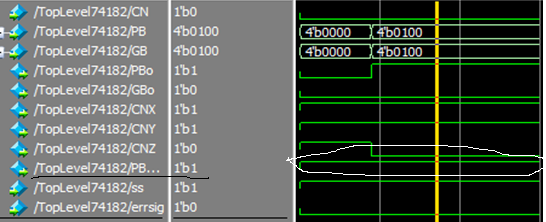 /TopLevel74182/CN 1'b0
/TopLevel74182/PB 4'b0100 4'b0000 4'b0100
/TopLevel74182/GB 4'b0100 4'b0000 4'b0100
/TopLevel74182/PBo 1'b1
/TopLevel74182/GBo 1'b0
/TopLevel74182/CNX 1'b1
/TopLevel74182/CNY 1'b1
/TopLevel74182/CNZ 1'b0
/TopLevel74182/PB... 1'b1
/TopLevel74182/ss 1'b1
/TopLevel74182/errsig 1'b0